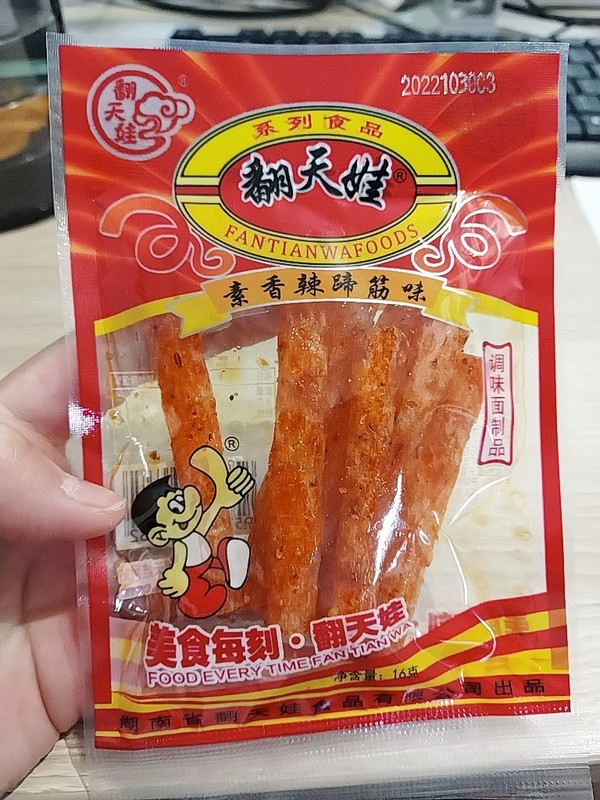 翻天娃
®
2022103003
系列食品
翻天娃®
FANTIANWAFOODS
素香辣蹄筋味
调味面制品
®
美食每刻·翻天娃
FOOD EVERY TIME FAN TIAN WA
净含量：16克
湖南省翻天娃食品有限公司出品